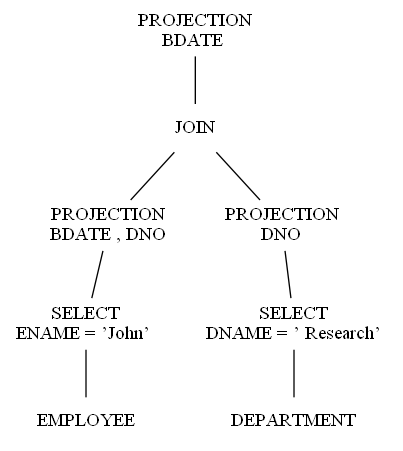 PROJECTION
BDATE
JOIN
PROJECTION
BDATE , DNO
PROJECTION
DNO
SELECT
ENAME = ’John’
SELECT
DNAME = ’ Research’
EMPLOYEE
DEPARTMENT